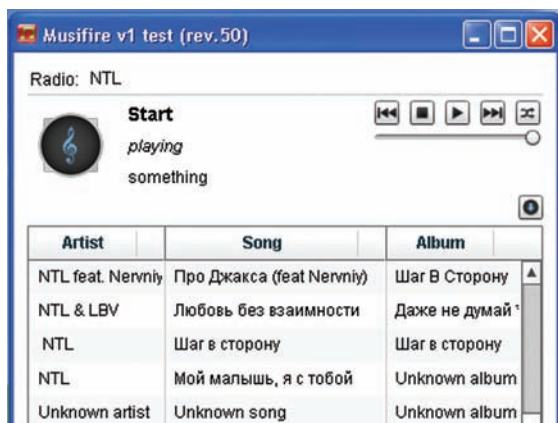 Musifire v1 test (rev.50)
Radio: NTL
Start
playing
something
Artist Song Album
NTL feat. Nervniy Про Джакса (feat Nervniy) Шаг В Сторону
NTL & LBV Любовь без взаимности Даже не думай
NTL Шаг в сторону Шаг в сторону
NTL Мой малыш, я с тобой Unknown album
Unknown artist Unknown song Unknown album